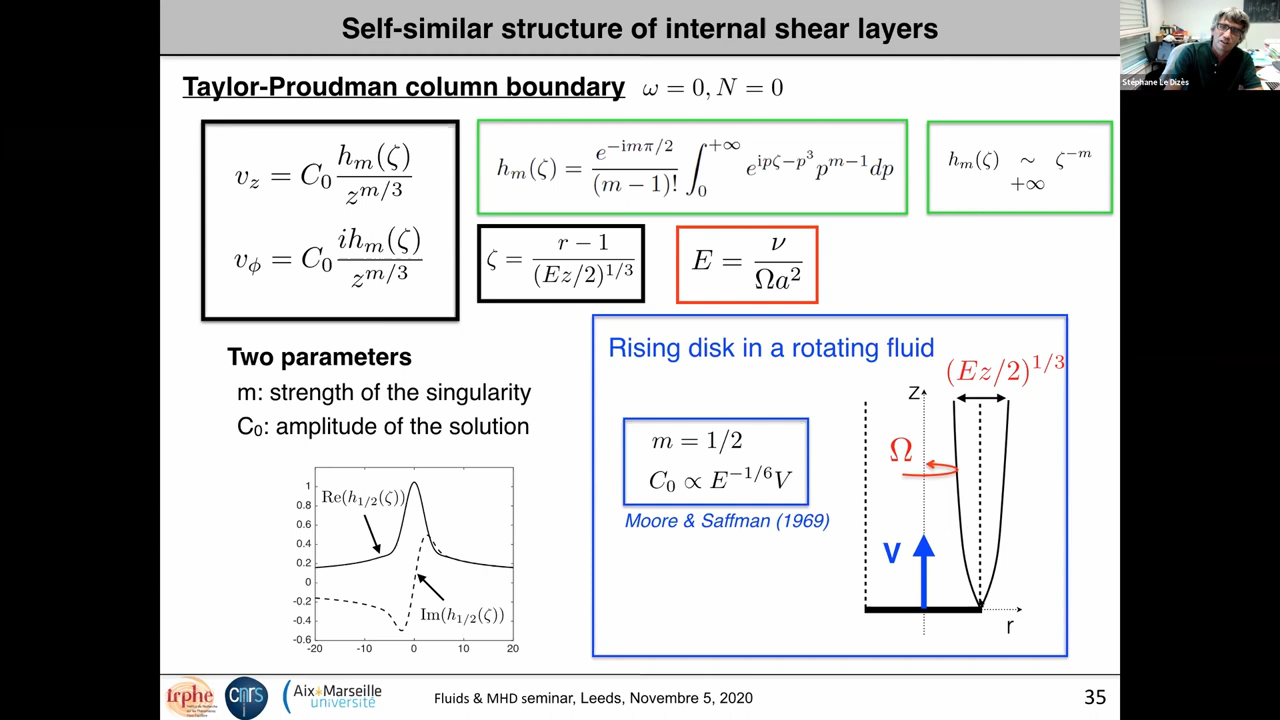 Self-similar structure of internal shear layers
Stéphane Le Dizès
Taylor-Proudman column boundary ω = 0, N = 0
v_z = C_0 h_m(ζ) / z^{m/3}
v_ϕ = C_0 ih_m(ζ) / z^{m/3}
h_m(ζ) = e^{-imπ/2} / (m − 1)! ∫_0^{+∞} e^{ipζ−p^3} p^{m−1} dp
h_m(ζ) ∼ ζ^{−m}
+∞
ζ = r − 1 / (Ez/2)^{1/3}
E = ν / Ωa^2
Two parameters
m: strength of the singularity
C_0: amplitude of the solution
Re(h_{1/2}(ζ))
Im(h_{1/2}(ζ))
1
0.8
0.6
0.4
0.2
0
-0.2
-0.4
-0.6
-20 -10 0 10 20
Rising disk in a rotating fluid
(Ez/2)^{1/3}
m = 1/2
C_0 ∝ E^{−1/6}V
Moore & Saffman (1969)
z
Ω
V
r
irphe
cnrs
Aix*Marseille
université
Fluids & MHD seminar, Leeds, Novembre 5, 2020
35